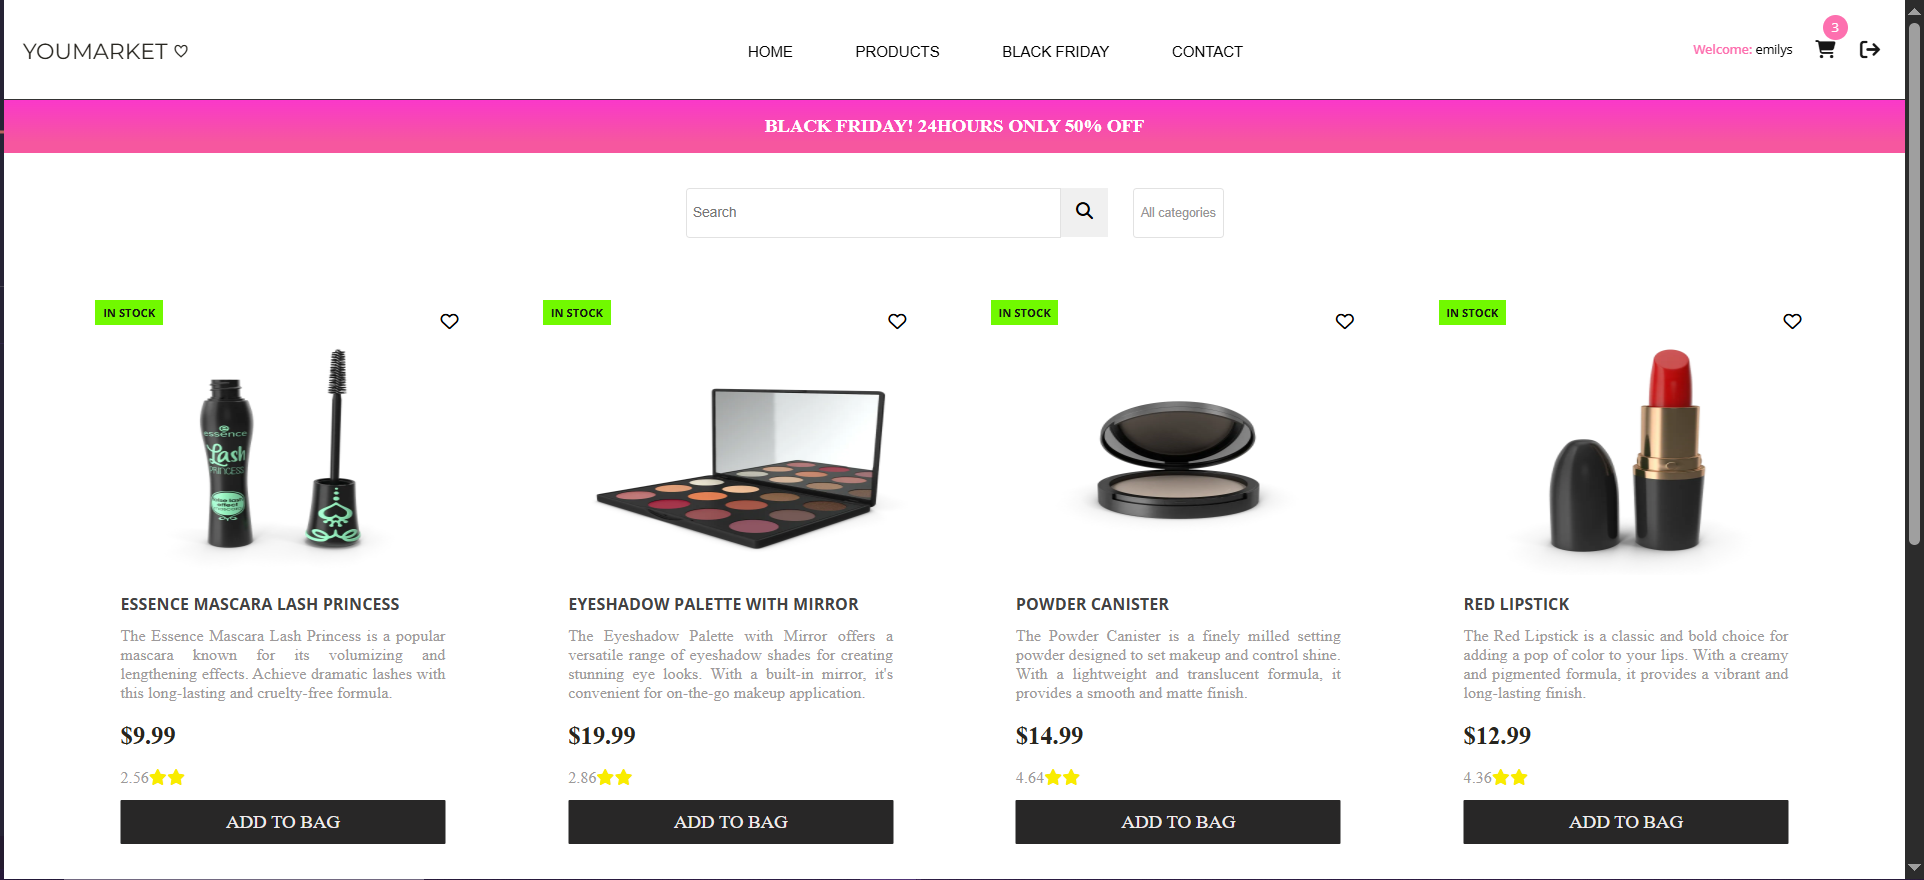 YOUMARKET ♡
HOME
PRODUCTS
BLACK FRIDAY
CONTACT
Welcome: emilys
3
BLACK FRIDAY! 24HOURS ONLY 50% OFF
Search
All categories
IN STOCK
essence
Lash
PRINCESS
ESSENCE MASCARA LASH PRINCESS
The Essence Mascara Lash Princess is a popular
mascara known for its volumizing and
lengthening effects. Achieve dramatic lashes with
this long-lasting and cruelty-free formula.
$9.99
2.56
ADD TO BAG
IN STOCK
EYESHADOW PALETTE WITH MIRROR
The Eyeshadow Palette with Mirror offers a
versatile range of eyeshadow shades for creating
stunning eye looks. With a built-in mirror, it's
convenient for on-the-go makeup application.
$19.99
2.86
ADD TO BAG
IN STOCK
POWDER CANISTER
The Powder Canister is a finely milled setting
powder designed to set makeup and control shine.
With a lightweight and translucent formula, it
provides a smooth and matte finish.
$14.99
4.64
ADD TO BAG
IN STOCK
RED LIPSTICK
The Red Lipstick is a classic and bold choice for
adding a pop of color to your lips. With a creamy
and pigmented formula, it provides a vibrant and
long-lasting finish.
$12.99
4.36
ADD TO BAG